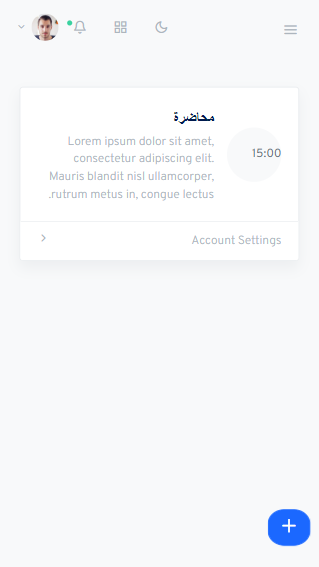 محاضرة
15:00
Lorem ipsum dolor sit amet,
consectetur adipiscing elit.
Mauris blandit nisl ullamcorper,
.rutrum metus in, congue lectus
Account Settings